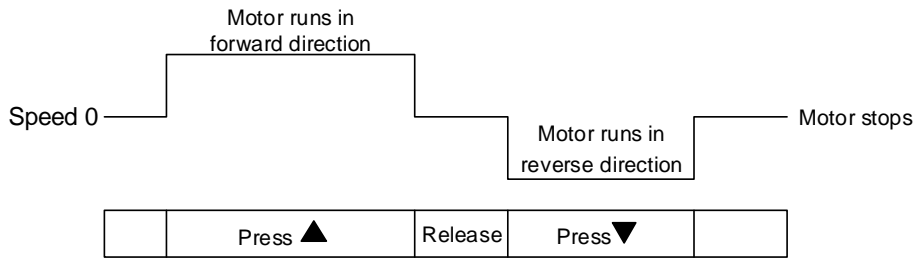 Motor runs in
forward direction
Speed 0
Motor stops
Motor runs in
reverse direction
Press ▲
Release
Press▼